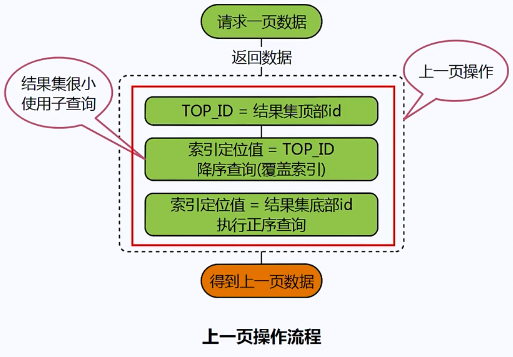 请求一页数据
返回数据
上一页操作
结果集很小
使用子查询
TOP_ID = 结果集顶部id
索引定位值 = TOP_ID
降序查询(覆盖索引)
索引定位值 = 结果集底部id
执行正序查询
得到上一页数据
上一页操作流程